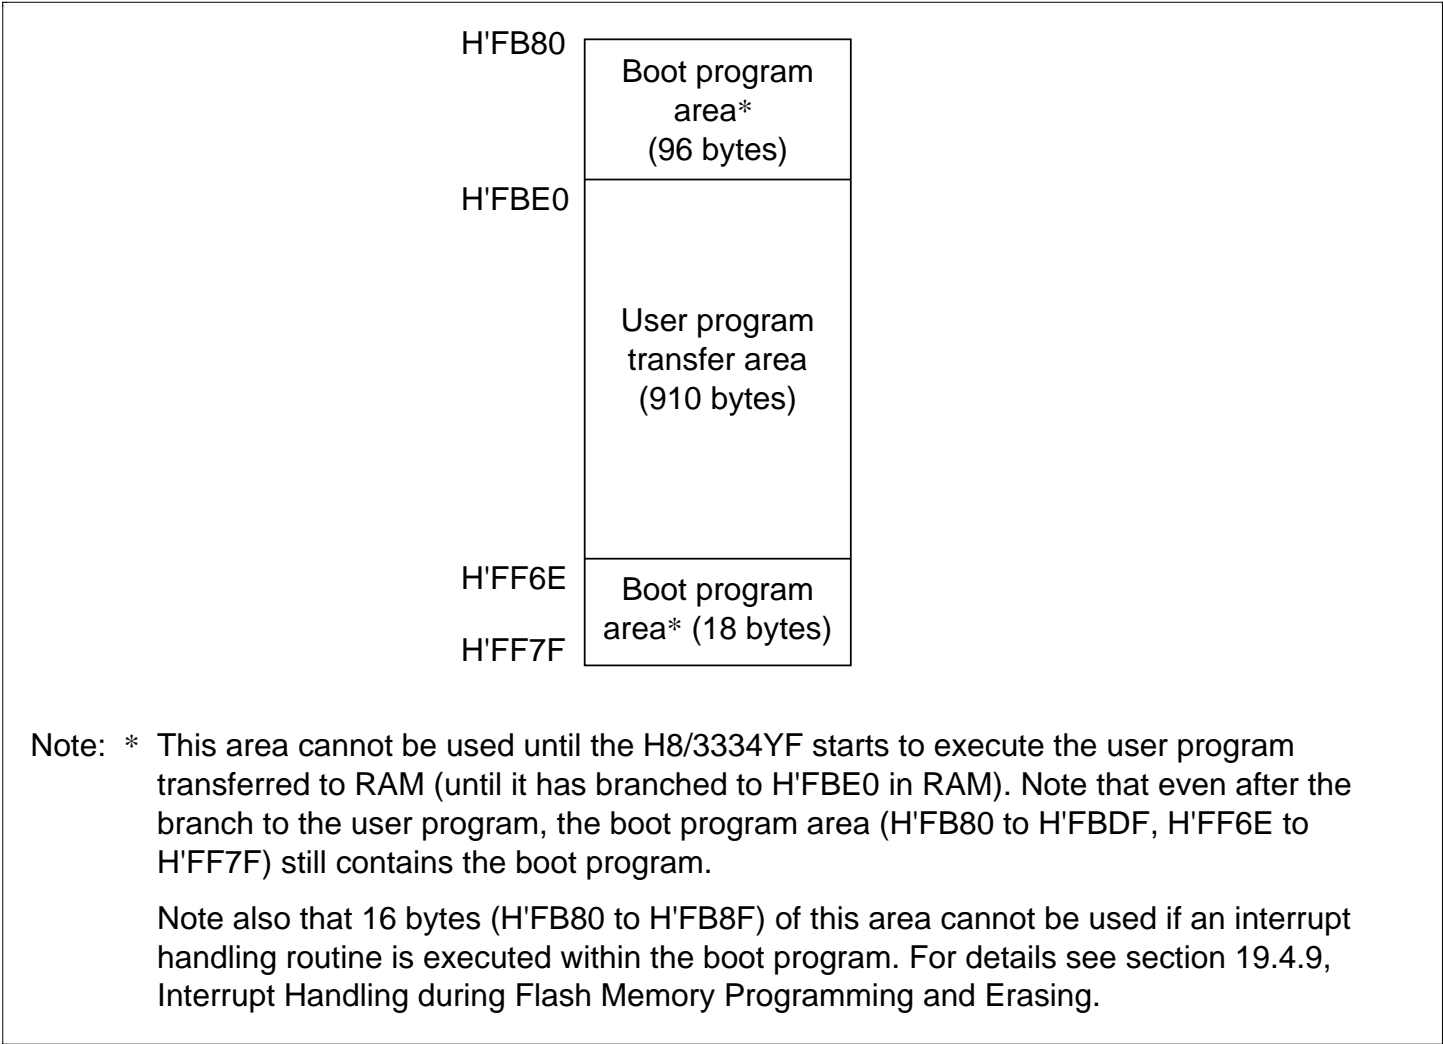 H'FB80
Boot program
area*
(96 bytes)
H'FBE0
User program
transfer area
(910 bytes)
H'FF6E
Boot program
area* (18 bytes)
H'FF7F
Note: * This area cannot be used until the H8/3334YF starts to execute the user program
transferred to RAM (until it has branched to H'FBE0 in RAM). Note that even after the
branch to the user program, the boot program area (H'FB80 to H'FBDF, H'FF6E to
H'FF7F) still contains the boot program.
Note also that 16 bytes (H'FB80 to H'FB8F) of this area cannot be used if an interrupt
handling routine is executed within the boot program. For details see section 19.4.9,
Interrupt Handling during Flash Memory Programming and Erasing.